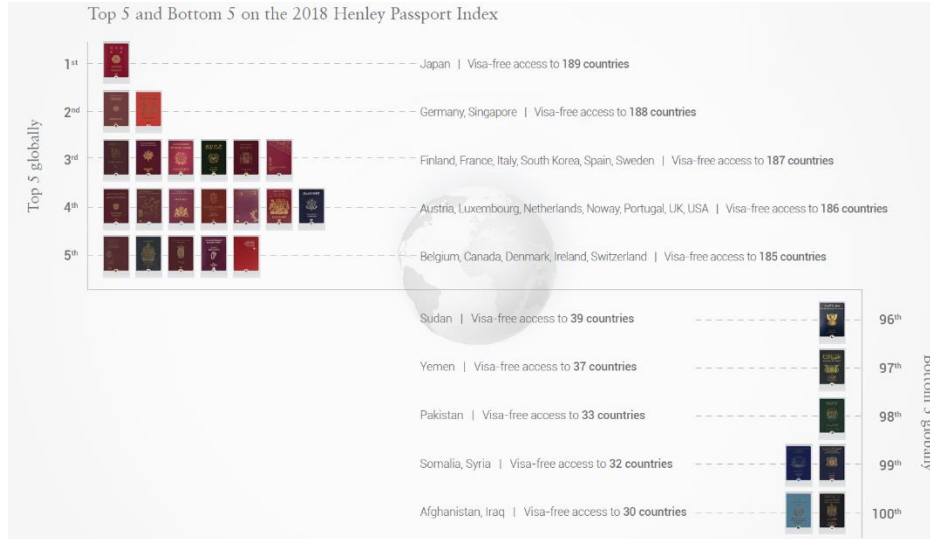 Top 5 and Bottom 5 on the 2018 Henley Passport Index
Top 5 globally
1st Japan | Visa-free access to 189 countries
2nd Germany, Singapore | Visa-free access to 188 countries
3rd Finland, France, Italy, South Korea, Spain, Sweden | Visa-free access to 187 countries
4th Austria, Luxembourg, Netherlands, Noway, Portugal, UK, USA | Visa-free access to 186 countries
5th Belgium, Canada, Denmark, Ireland, Switzerland | Visa-free access to 185 countries
Sudan | Visa-free access to 39 countries 96th
Yemen | Visa-free access to 37 countries 97th
Pakistan | Visa-free access to 33 countries 98th
Somalia, Syria | Visa-free access to 32 countries 99th
Afghanistan, Iraq | Visa-free access to 30 countries 100th
Bottom 5 globally